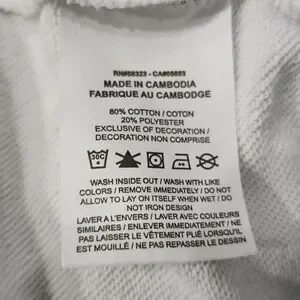 RN#56323 - CA#05553
MADE IN CAMBODIA
FABRIQUE AU CAMBODGE
80% COTTON / COTON
20% POLYESTER
EXCLUSIVE OF DECORATION /
DECORATION NON COMPRISE
30C
WASH INSIDE OUT / WASH WITH LIKE
COLORS / REMOVE IMMEDIATELY / DO NOT
ALLOW TO LAY ON ITSELF WHEN WET / DO
NOT IRON DESIGN
LAVER A L'ENVERS / LAVER AVEC COULEURS
SIMILAIRES / ENLEVER IMMÉDIATEMENT / NE
PAS LAISSER LE VÊTEMENT PLIÉ LORSQU'IL
EST MOUILLÉ / NE PAS REPASSER LE DESSIN